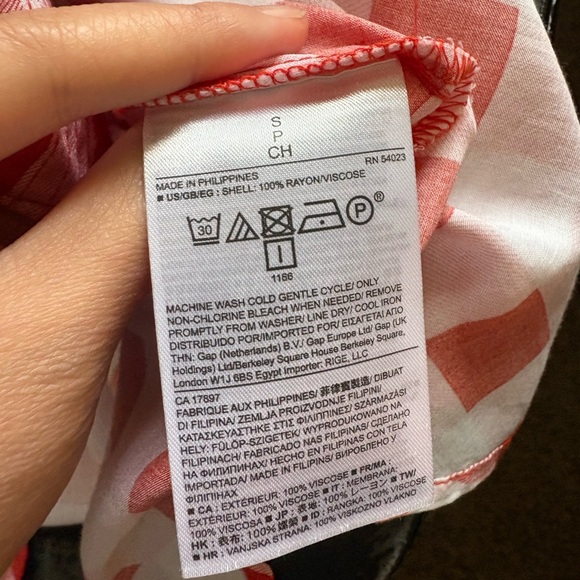 S
P
CH
MADE IN PHILIPPINES RN 54023
■ US/GB/EG : SHELL: 100% RAYON/VISCOSE
30 P®
1186
MACHINE WASH COLD GENTLE CYCLE/ ONLY
NON-CHLORINE BLEACH WHEN NEEDED/ REMOVE
PROMPTLY FROM WASHER/ LINE DRY/ COOL IRON
DISTRIBUTED FOR/IMPORTED FOR/ ΕΙΣΑΓΕΤΑΙ ΑΠΟ
ΤΗΝ: Gap (Netherlands) B.V./ Gap Europe Ltd/ Gap (UK
Holdings) Ltd/Berkeley Square House Berkeley Square,
London W1J 6BS Egypt Importer: RIGE, LLC
CA 17897
FABRIQUE AUX PHILIPPINES/ 菲律賓製造/ DIBUAT
DI FILIPINA/ ZEMLJA PROIZVODNJE FILIPINI/
ΚΑΤΑΣΚΕΥΑΣΤΗΚΕ ΣΤΙΣ ΦΙΛΙΠΠΙΝΕΣ/ SZÁRMAZÁSI
HELY: FÜLÖP-SZIGETEK/ WYPRODUKOWANO NA
FILIPINACH/ FABRICADO NAS FILIPINAS/ СДЕЛАНО
НА ФИЛИПИНАХ/ HECHO EN FILIPINAS CON TELA
IMPORTADA/ MADE IN FILIPINS/ ВИРОБЛЕНО У
ФІЛІППІНАХ
■ CA : EXTÉRIEUR: 100% VISCOSE ■ FR/MA :
EXTÉRIEUR: 100% VISCOSE ■ IT : MEMBRANA:
100% VISCOSA ■ JP : 表地: 100% レーヨン ■ TW/
HK : 表布: 100% 嫘縈 ■ ID : RANGKA: 100% VISCOSE
■ HR : VANJSKA STRANA: 100% VISKOZNO VLAKNO